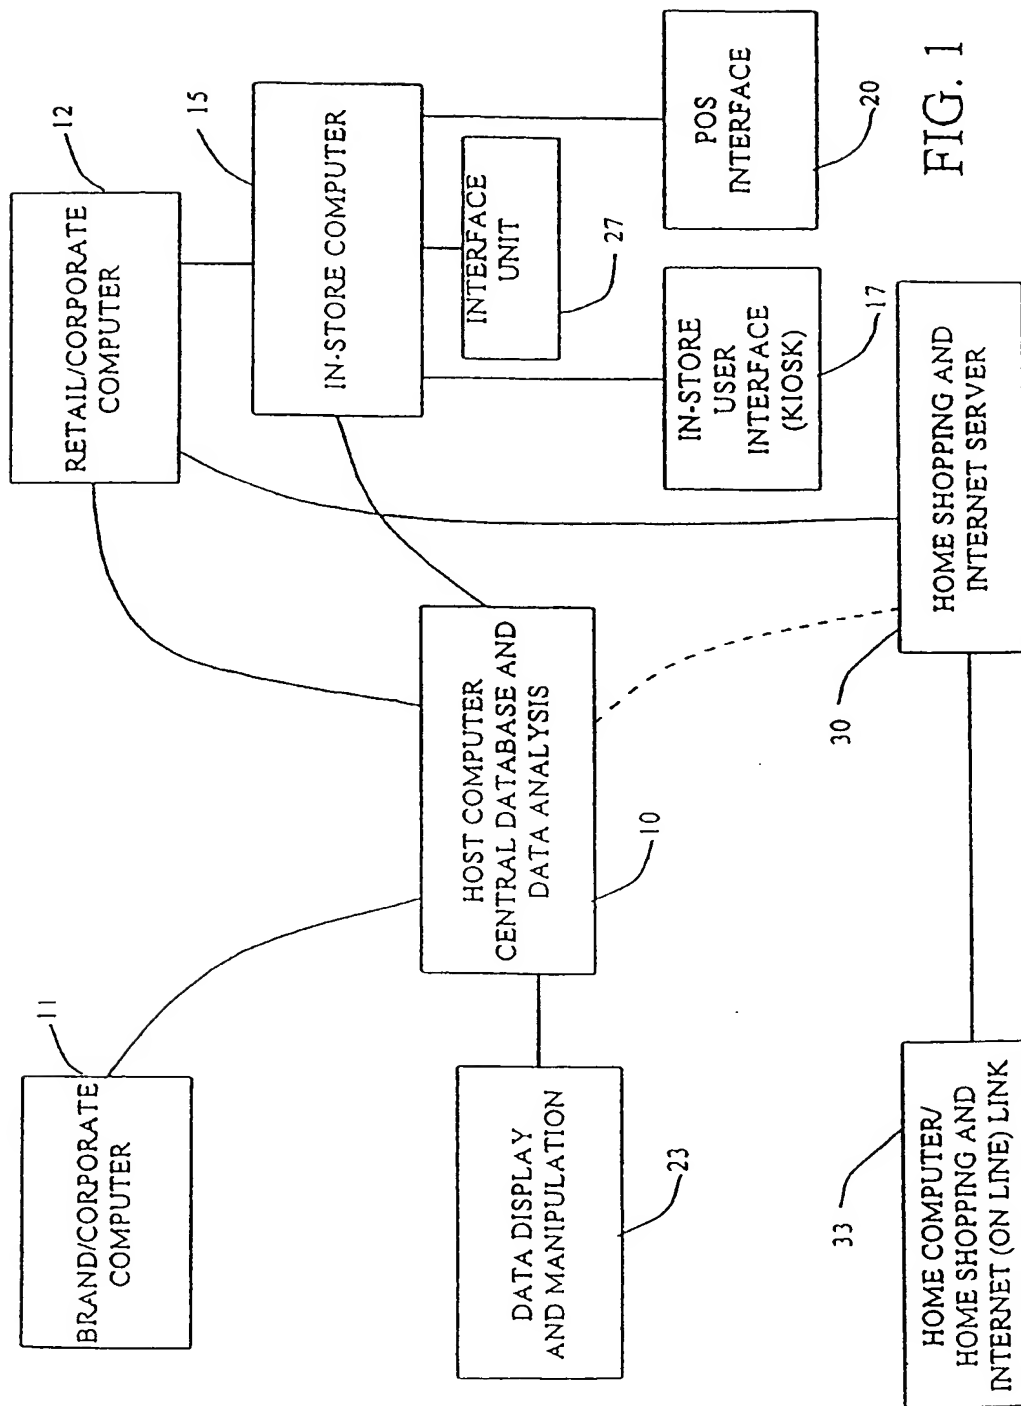 BRAND/CORPORATE
COMPUTER
11
RETAIL/CORPORATE
COMPUTER
12
DATA DISPLAY
AND MANIPULATION
23
HOST COMPUTER
CENTRAL DATABASE AND
DATA ANALYSIS
10
IN-STORE COMPUTER
15
INTERFACE
UNIT
27
IN-STORE
USER
INTERFACE
(KIOSK)
17
POS
INTERFACE
20
HOME COMPUTER/
HOME SHOPPING AND
INTERNET (ON LINE) LINK
33
HOME SHOPPING AND
INTERNET SERVER
30
FIG. 1